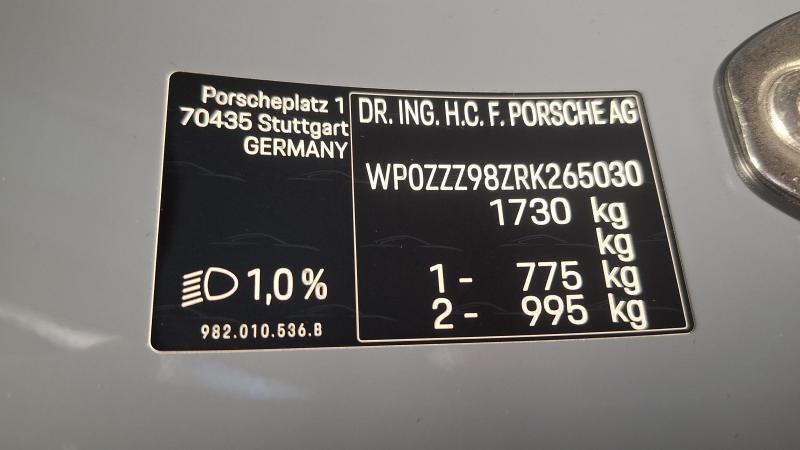 Porscheplatz 1
70435 Stuttgart
GERMANY
1,0 %
982.010.536.B
DR. ING. H.C. F. PORSCHE AG
WP0ZZZ98ZRK265030
1730 kg
kg
1 - 775 kg
2 - 995 kg